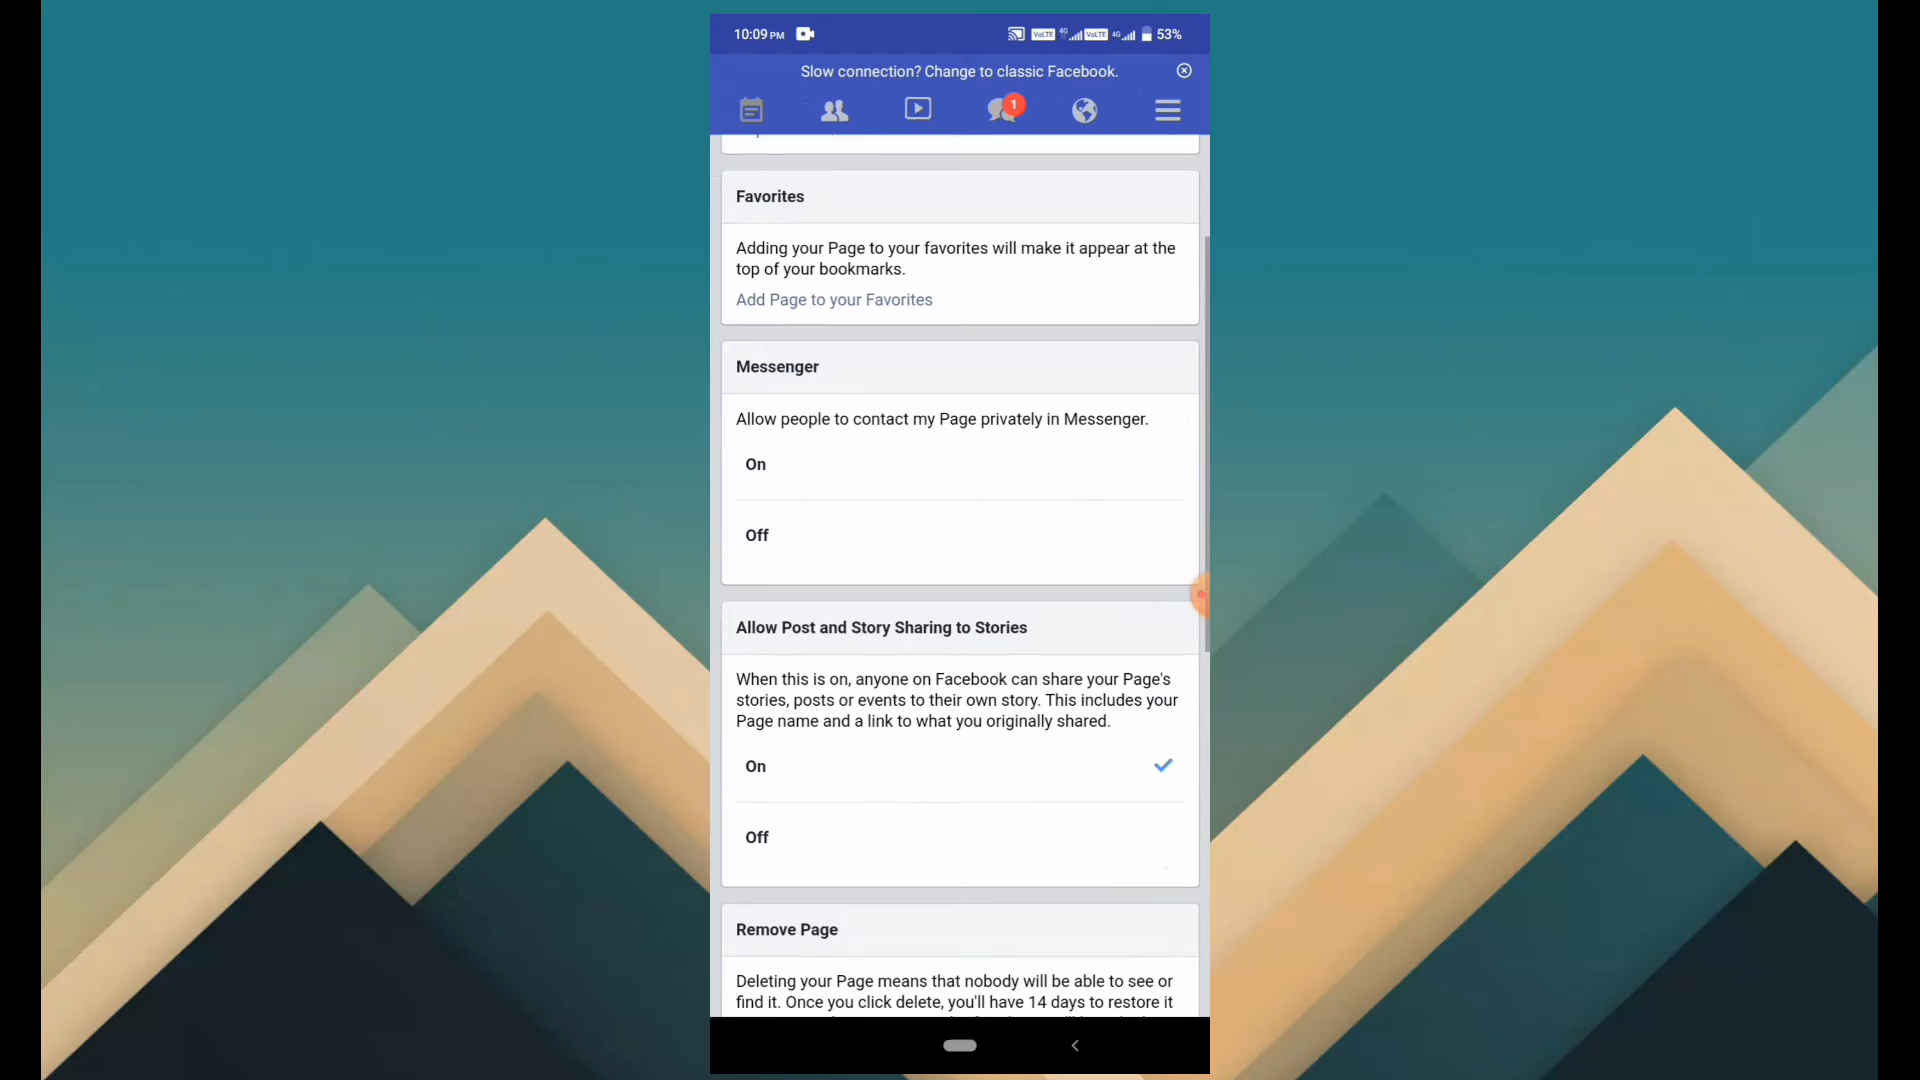 10:09 PM VoLTE 4G VoLTE 4G 53%
Slow connection? Change to classic Facebook.
1
Favorites
Adding your Page to your favorites will make it appear at the
top of your bookmarks.
Add Page to your Favorites
Messenger
Allow people to contact my Page privately in Messenger.
On
Off
Allow Post and Story Sharing to Stories
When this is on, anyone on Facebook can share your Page's
stories, posts or events to their own story. This includes your
Page name and a link to what you originally shared.
On
Off
Remove Page
Deleting your Page means that nobody will be able to see or
find it. Once you click delete, you'll have 14 days to restore it